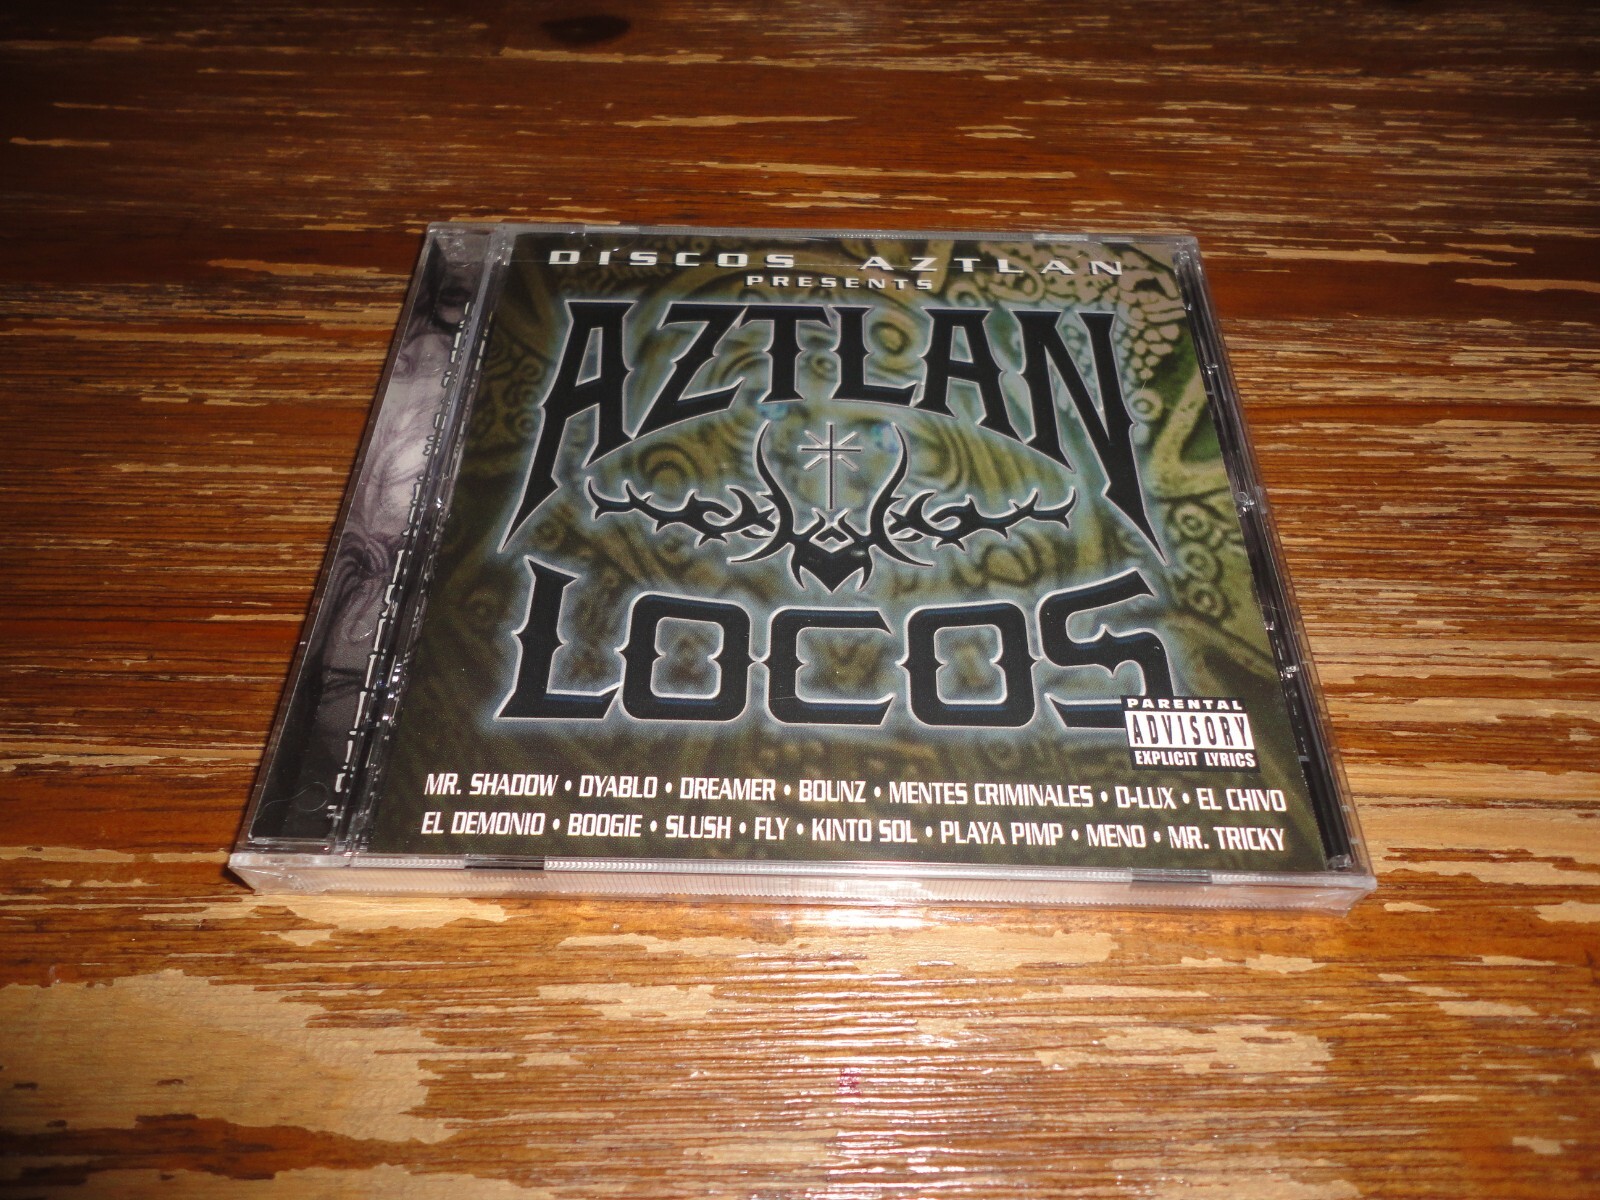 DISCOS AZTLAN
PRESENTS
AZTLAN
LOCOS
PARENTAL
ADVISORY
EXPLICIT LYRICS
MR. SHADOW • DYABLO • DREAMER • BOUNZ • MENTES CRIMINALES • D-LUX • EL CHIVO
EL DEMONIO • BOOGIE • SLUSH • FLY • KINTO SOL • PLAYA PIMP • MENO • MR. TRICKY